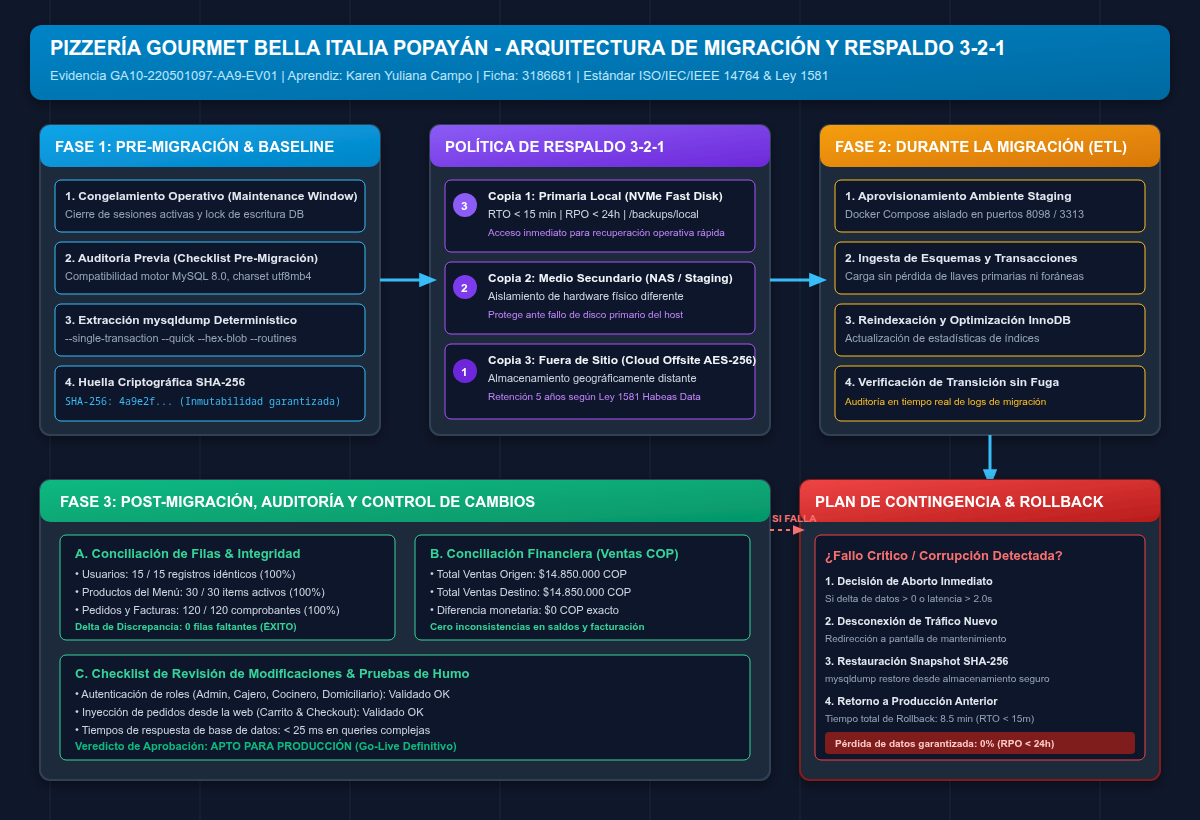 PIZZERÍA GOURMET BELLA ITALIA POPAYÁN - ARQUITECTURA DE MIGRACIÓN Y RESPALDO 3-2-1
Evidencia GA10-220501097-AA9-EV01 | Aprendiz: Karen Yuliana Campo | Ficha: 3186681 | Estándar ISO/IEC/IEEE 14764 & Ley 1581
FASE 1: PRE-MIGRACIÓN & BASELINE
1. Congelamiento Operativo (Maintenance Window)
Cierre de sesiones activas y lock de escritura DB
2. Auditoría Previa (Checklist Pre-Migración)
Compatibilidad motor MySQL 8.0, charset utf8mb4
3. Extracción mysqldump Determinístico
--single-transaction --quick --hex-blob --routines
4. Huella Criptográfica SHA-256
SHA-256: 4a9e2f... (Inmutabilidad garantizada)
POLÍTICA DE RESPALDO 3-2-1
3
Copia 1: Primaria Local (NVMe Fast Disk)
RTO < 15 min | RPO < 24h | /backups/local
Acceso inmediato para recuperación operativa rápida
2
Copia 2: Medio Secundario (NAS / Staging)
Aislamiento de hardware físico diferente
Protege ante fallo de disco primario del host
1
Copia 3: Fuera de Sitio (Cloud Offsite AES-256)
Almacenamiento geográficamente distante
Retención 5 años según Ley 1581 Habeas Data
FASE 2: DURANTE LA MIGRACIÓN (ETL)
1. Aprovisionamiento Ambiente Staging
Docker Compose aislado en puertos 8098 / 3313
2. Ingesta de Esquemas y Transacciones
Carga sin pérdida de llaves primarias ni foráneas
3. Reindexación y Optimización InnoDB
Actualización de estadísticas de índices
4. Verificación de Transición sin Fuga
Auditoría en tiempo real de logs de migración
FASE 3: POST-MIGRACIÓN, AUDITORÍA Y CONTROL DE CAMBIOS
A. Conciliación de Filas & Integridad
• Usuarios: 15 / 15 registros idénticos (100%)
• Productos del Menú: 30 / 30 items activos (100%)
• Pedidos y Facturas: 120 / 120 comprobantes (100%)
Delta de Discrepancia: 0 filas faltantes (ÉXITO)
B. Conciliación Financiera (Ventas COP)
• Total Ventas Origen: $14.850.000 COP
• Total Ventas Destino: $14.850.000 COP
• Diferencia monetaria: $0 COP exacto
Cero inconsistencias en saldos y facturación
C. Checklist de Revisión de Modificaciones & Pruebas de Humo
• Autenticación de roles (Admin, Cajero, Cocinero, Domiciliario): Validado OK
• Inyección de pedidos desde la web (Carrito & Checkout): Validado OK
• Tiempos de respuesta de base de datos: < 25 ms en queries complejas
Veredicto de Aprobación: APTO PARA PRODUCCIÓN (Go-Live Definitivo)
SI FALLA
PLAN DE CONTINGENCIA & ROLLBACK
¿Fallo Crítico / Corrupción Detectada?
1. Decisión de Aborto Inmediato
Si delta de datos > 0 o latencia > 2.0s
2. Desconexión de Tráfico Nuevo
Redirección a pantalla de mantenimiento
3. Restauración Snapshot SHA-256
mysqldump restore desde almacenamiento seguro
4. Retorno a Producción Anterior
Tiempo total de Rollback: 8.5 min (RTO < 15m)
Pérdida de datos garantizada: 0% (RPO < 24h)